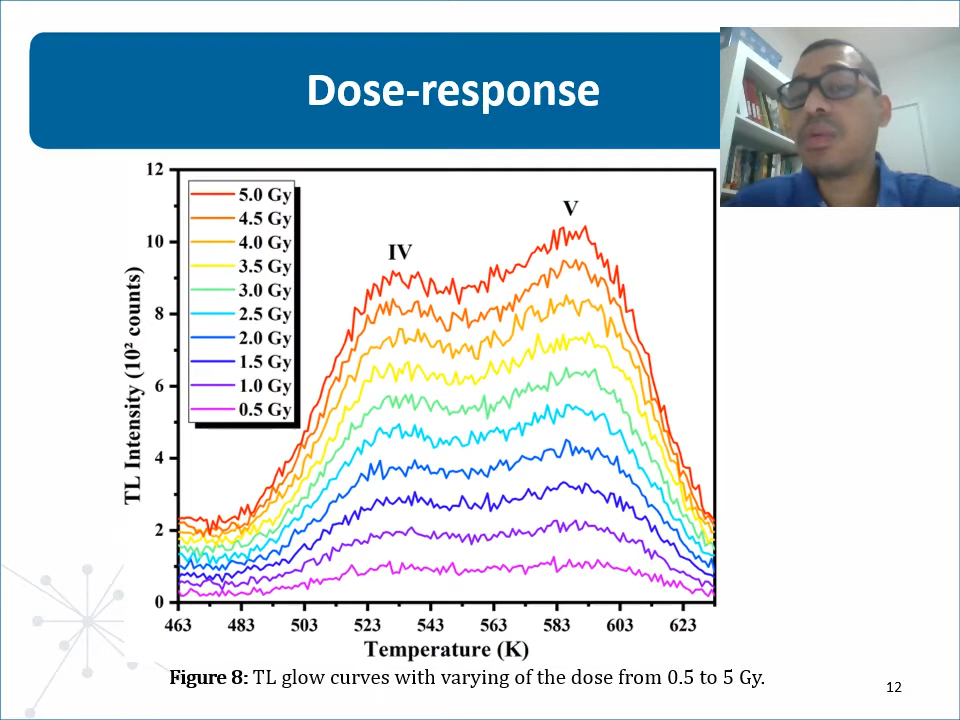 Dose-response
12
10
8
6
4
2
0
TL Intensity (10² counts)
5.0 Gy
4.5 Gy
4.0 Gy
3.5 Gy
3.0 Gy
2.5 Gy
2.0 Gy
1.5 Gy
1.0 Gy
0.5 Gy
IV
V
463 483 503 523 543 563 583 603 623
Temperature (K)
Figure 8: TL glow curves with varying of the dose from 0.5 to 5 Gy.
12